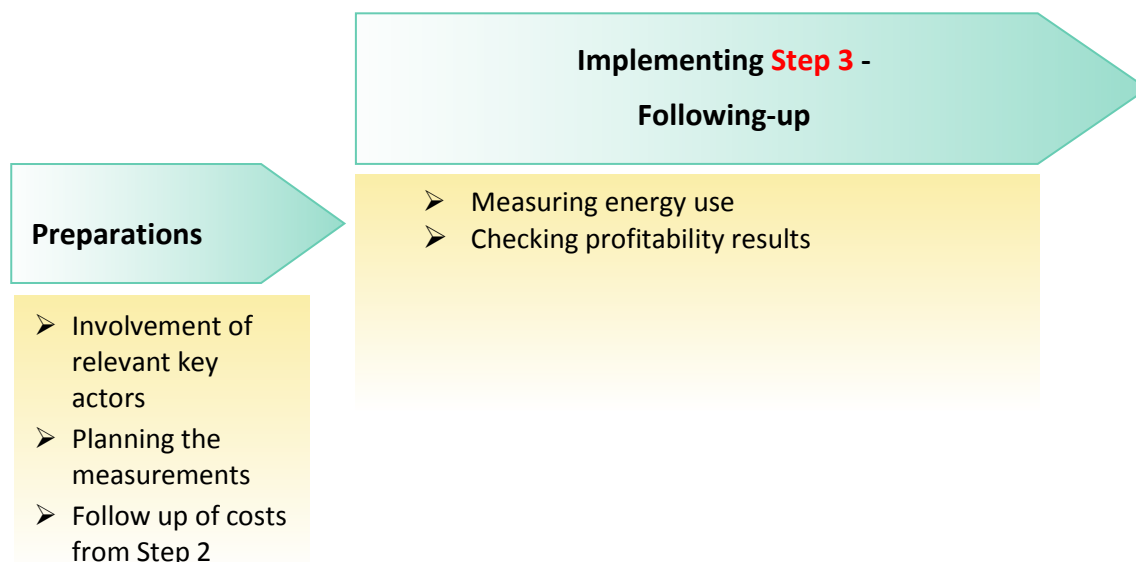 Implementing Step 3 -
Following-up
➢ Measuring energy use
➢ Checking profitability results
Preparations
➢ Involvement of
relevant key
actors
➢ Planning the
measurements
➢ Follow up of costs
from Step 2